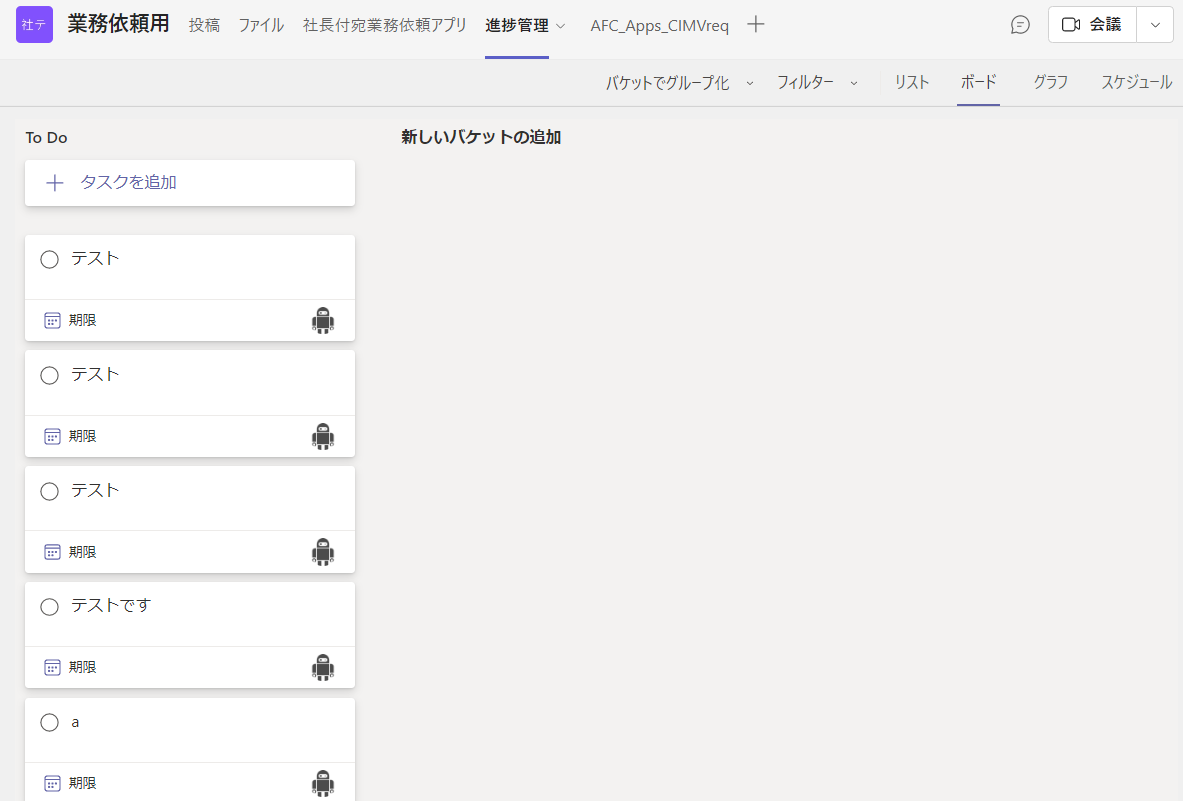 社テ 業務依頼用 投稿 ファイル 社長付宛業務依頼アプリ 進捗管理 AFC_Apps_CIMVreq 会議
バケットでグループ化 フィルター リスト ボード グラフ スケジュール
To Do 新しいバケットの追加
タスクを追加
テスト
期限
テスト
期限
テスト
期限
テストです
期限
a
期限